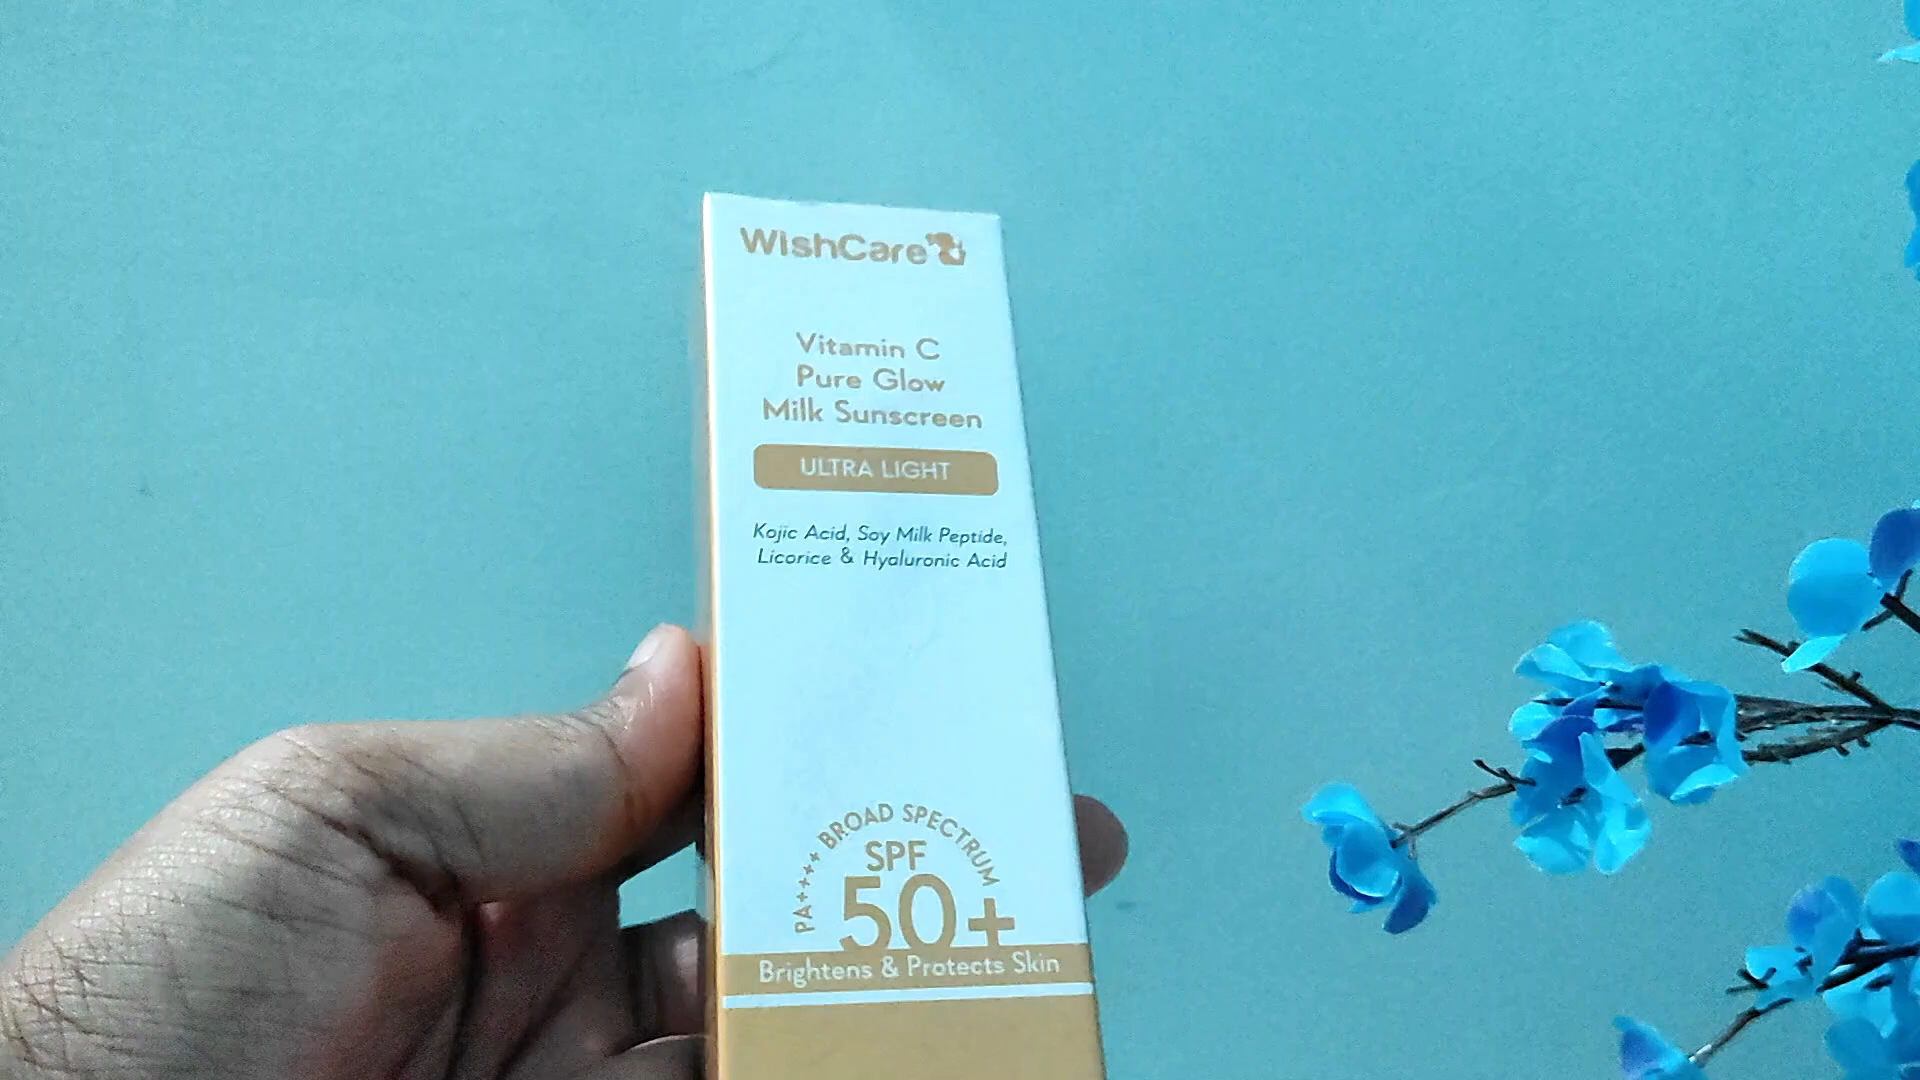 WishCare
Vitamin C
Pure Glow
Milk Sunscreen
ULTRA LIGHT
Kojic Acid, Soy Milk Peptide,
Licorice & Hyaluronic Acid
PA++++ BROAD SPECTRUM
SPF
50+
Brightens & Protects Skin